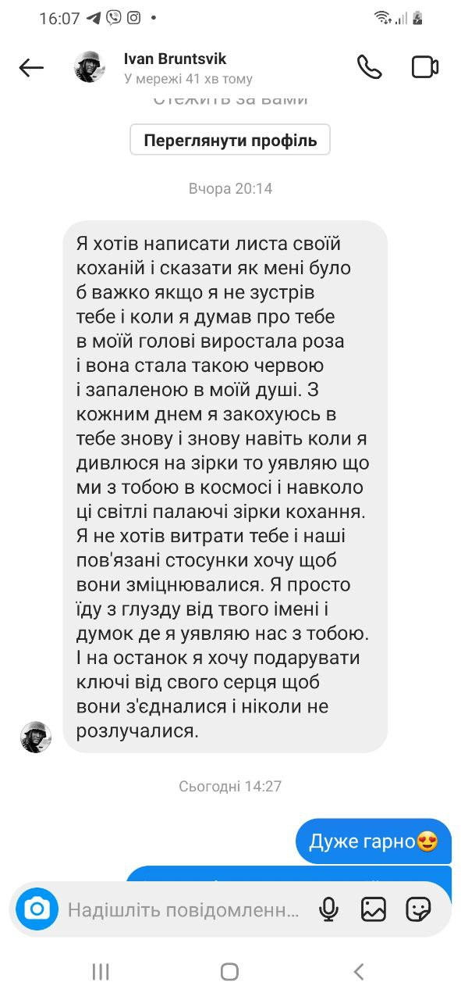 16:07
Ivan Bruntsvik
У мережі 41 хв тому
Стежить за вами
Переглянути профіль
Вчора 20:14
Я хотів написати листа своїй
коханій і сказати як мені було
б важко якщо я не зустрів
тебе і коли я думав про тебе
в моїй голові виростала роза
і вона стала такою червою
і запаленою в моїй душі. З
кожним днем я закохуюсь в
тебе знову і знову навіть коли я
дивлюся на зірки то уявляю що
ми з тобою в космосі і навколо
ці світлі палаючі зірки кохання.
Я не хотів витрати тебе і наші
пов'язані стосунки хочу щоб
вони зміцнювалися. Я просто
їду з глузду від твого імені і
думок де я уявляю нас з тобою.
І на останок я хочу подарувати
ключі від свого серця щоб
вони з'єдналися і ніколи не
розлучалися.
Сьогодні 14:27
Дуже гарно😍
Надішліть повідомленн...